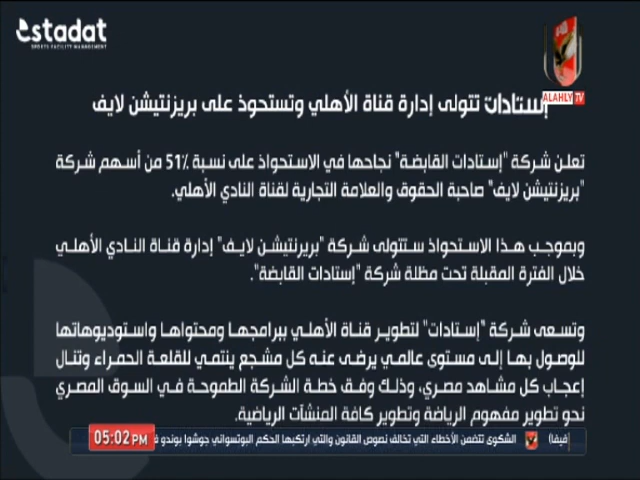 estadat
SPORTS FACILITY MANAGEMENT
ALAHLY TV
إستادات تتولى إدارة قناة الأهلي وتستحوذ على بريزنتيشن لايف
تعلن شركة "إستادات القابضة" نجاحها في الاستحواذ على نسبة 51٪ من أسهم شركة
"بريزنتيشن لايف" صاحبة الحقوق والعلامة التجارية لقناة النادي الأهلي.
وبموجب هذا الاستحواذ ستتولى شركة "بريزنتيشن لايف" إدارة قناة النادي الأهلي
خلال الفترة المقبلة تحت مظلة شركة "إستادات القابضة".
وتسعى شركة "إستادات" لتطوير قناة الأهلي ببرامجها ومحتواها واستوديوهاتها
للوصول بها إلى مستوى عالمي يرضى عنه كل مشجع ينتمي للقلعة الحمراء وتنال
إعجاب كل مشاهد مصري، وذلك وفق خطة الشركة الطموحة في السوق المصري
نحو تطوير مفهوم الرياضة وتطوير كافة المنشآت الرياضية.
(فيفا) الشكوى تتضمن الأخطاء التي تخالف نصوص القانون والتي ارتكبها الحكم البوتسواني جوشوا بوندو
05:02 PM